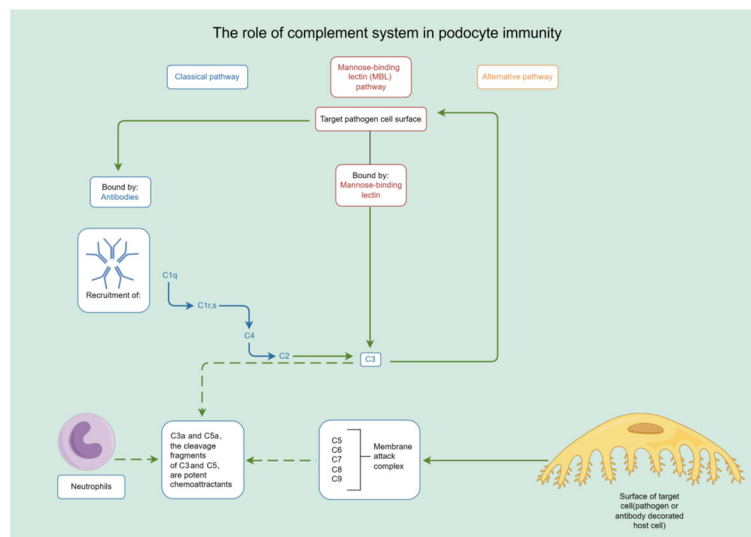 The role of complement system in podocyte immunity
Classical pathway
Mannose-binding
lectin (MBL)
pathway
Alternative pathway
Target pathogen cell surface
Bound by:
Antibodies
Bound by:
Mannose-binding
lectin
Recruitment of:
C1q
C1r,s
C4
C2
C3
Neutrophils
C3a and C5a,
the cleavage
fragments
of C3and C5,
are potent
chemoattractants
C5
C6
C7
C8
C9
Membrane
attack
complex
Surface of target
cell(pathogen or
antibody decorated
host cell)